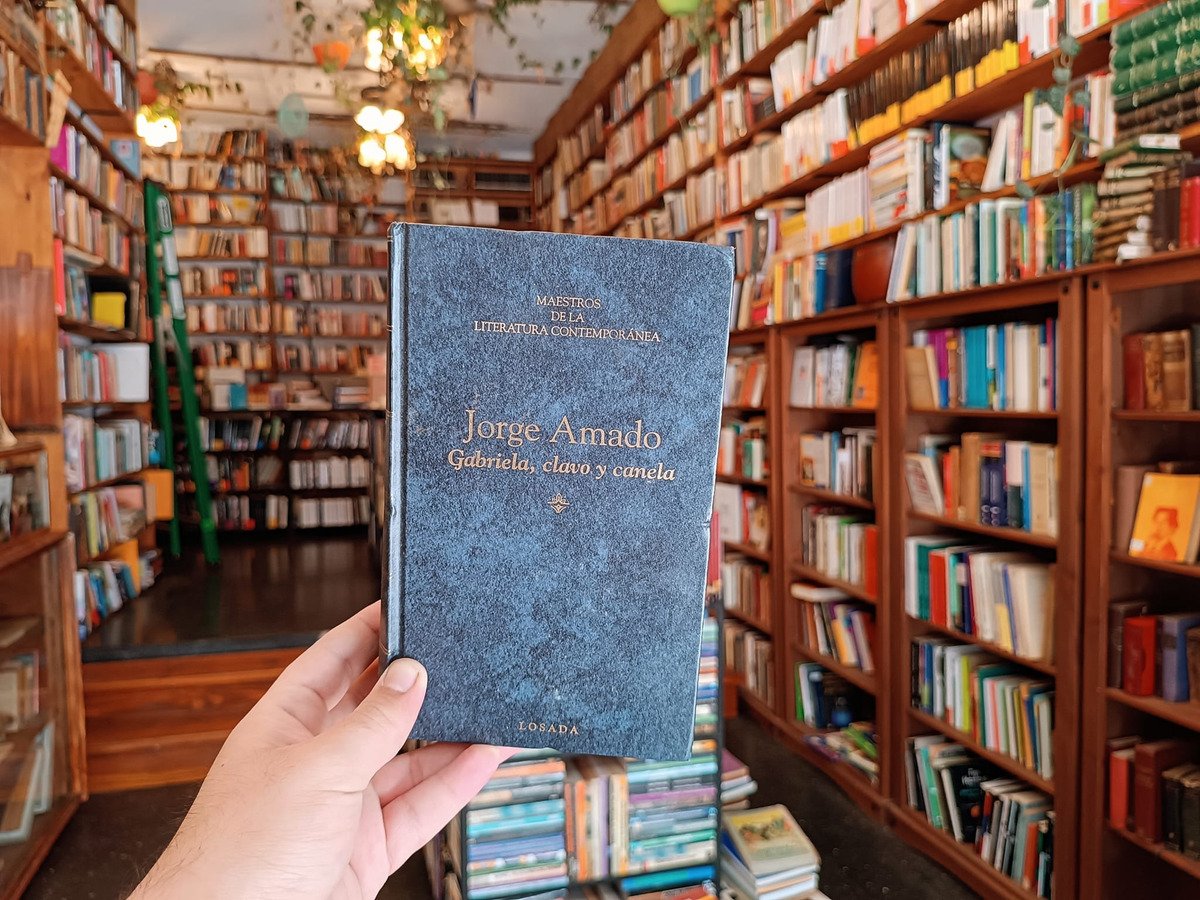 MAESTROS
DE LA
LITERATURA CONTEMPORÁNEA
Jorge Amado
Gabriela, clavo y canela
LOSADA